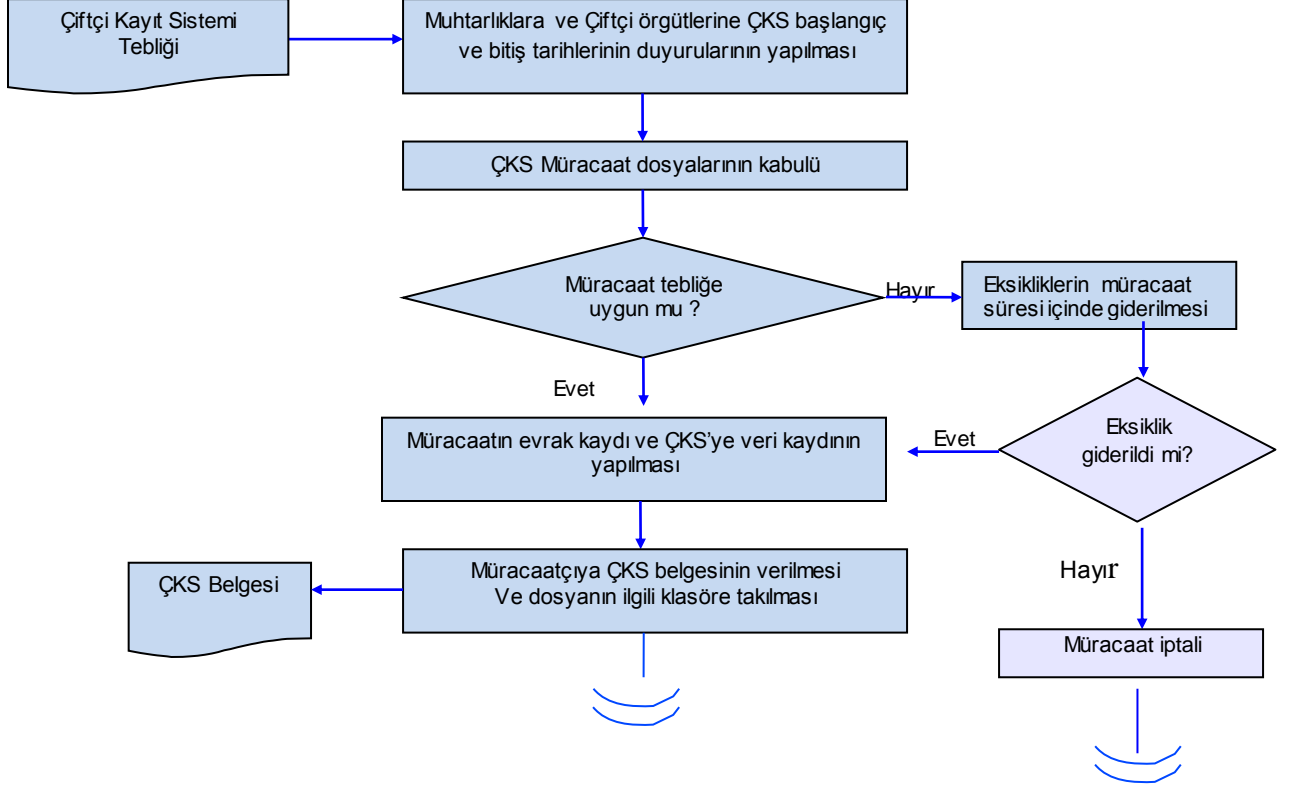 Çiftçi Kayıt Sistemi
Tebliği
Muhtarlıklara ve Çiftçi örgütlerine ÇKS başlangıç
ve bitiş tarihlerinin duyurularının yapılması
ÇKS Müracaat dosyalarının kabulü
Müracaat tebliğe
uygun mu ?
Hayır
Eksikliklerin müracaat
süresi içinde giderilmesi
Evet
Müracaatın evrak kaydı ve ÇKS'ye veri kaydının
yapılması
Evet
Eksiklik
giderildi mi?
ÇKS Belgesi
Müracaatçıya ÇKS belgesinin verilmesi
Ve dosyanın ilgili klasöre takılması
Hayır
Müracaat iptali